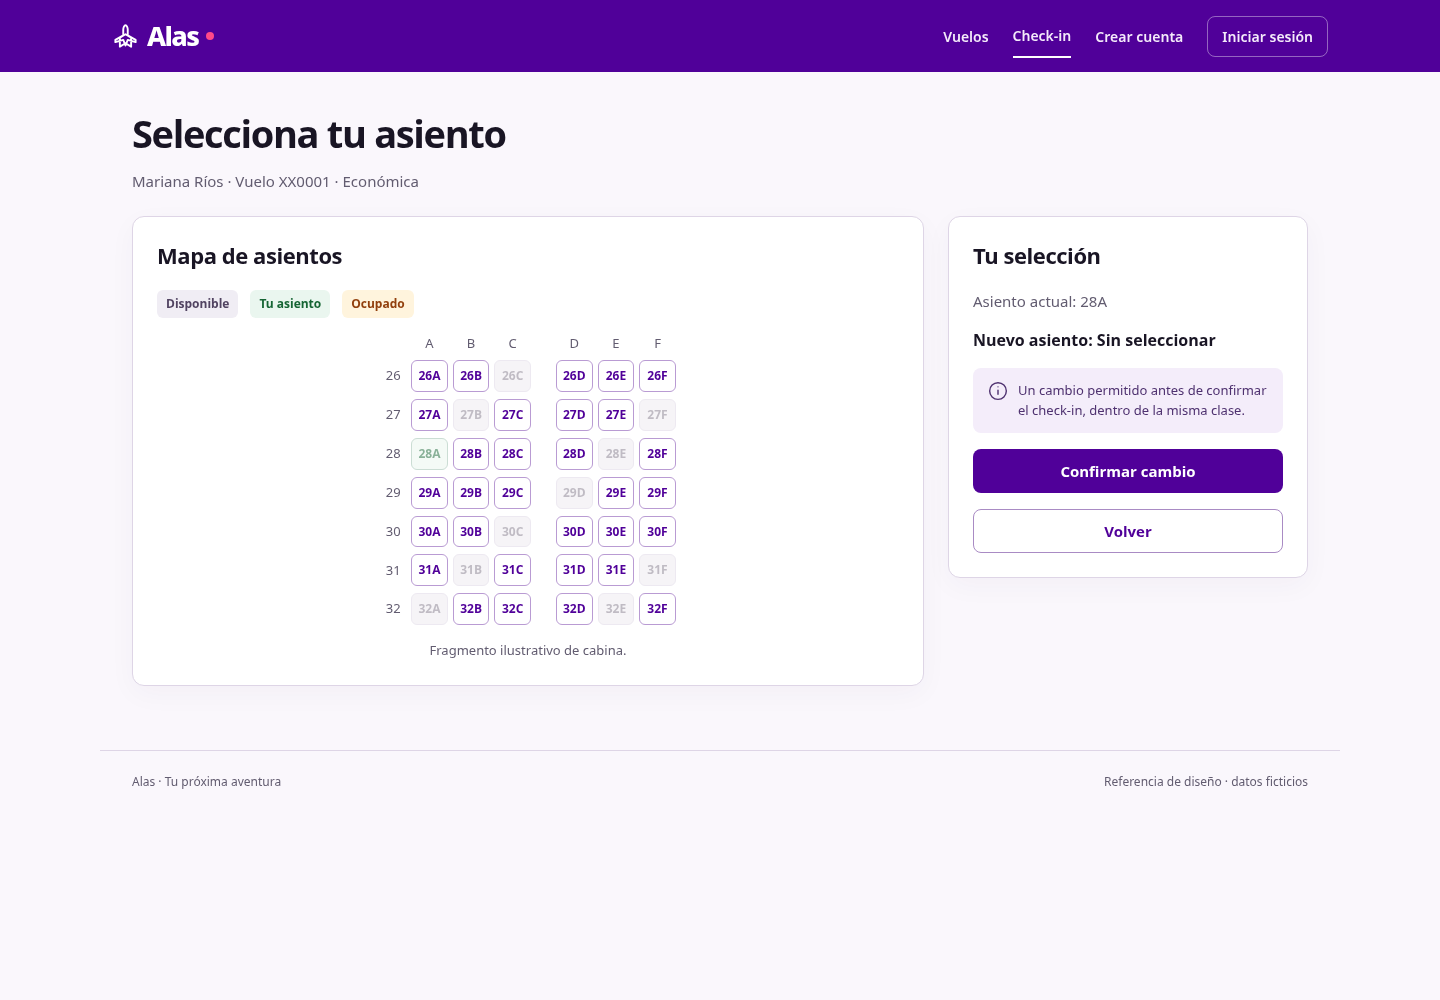 Alas
Vuelos
Check-in
Crear cuenta
Iniciar sesión
Selecciona tu asiento
Mariana Ríos · Vuelo XX0001 · Económica
Mapa de asientos
Disponible
Tu asiento
Ocupado
A B C D E F
26 26A 26B 26C 26D 26E 26F
27 27A 27B 27C 27D 27E 27F
28 28A 28B 28C 28D 28E 28F
29 29A 29B 29C 29D 29E 29F
30 30A 30B 30C 30D 30E 30F
31 31A 31B 31C 31D 31E 31F
32 32A 32B 32C 32D 32E 32F
Fragmento ilustrativo de cabina.
Tu selección
Asiento actual: 28A
Nuevo asiento: Sin seleccionar
Un cambio permitido antes de confirmar
el check-in, dentro de la misma clase.
Confirmar cambio
Volver
Alas · Tu próxima aventura
Referencia de diseño · datos ficticios